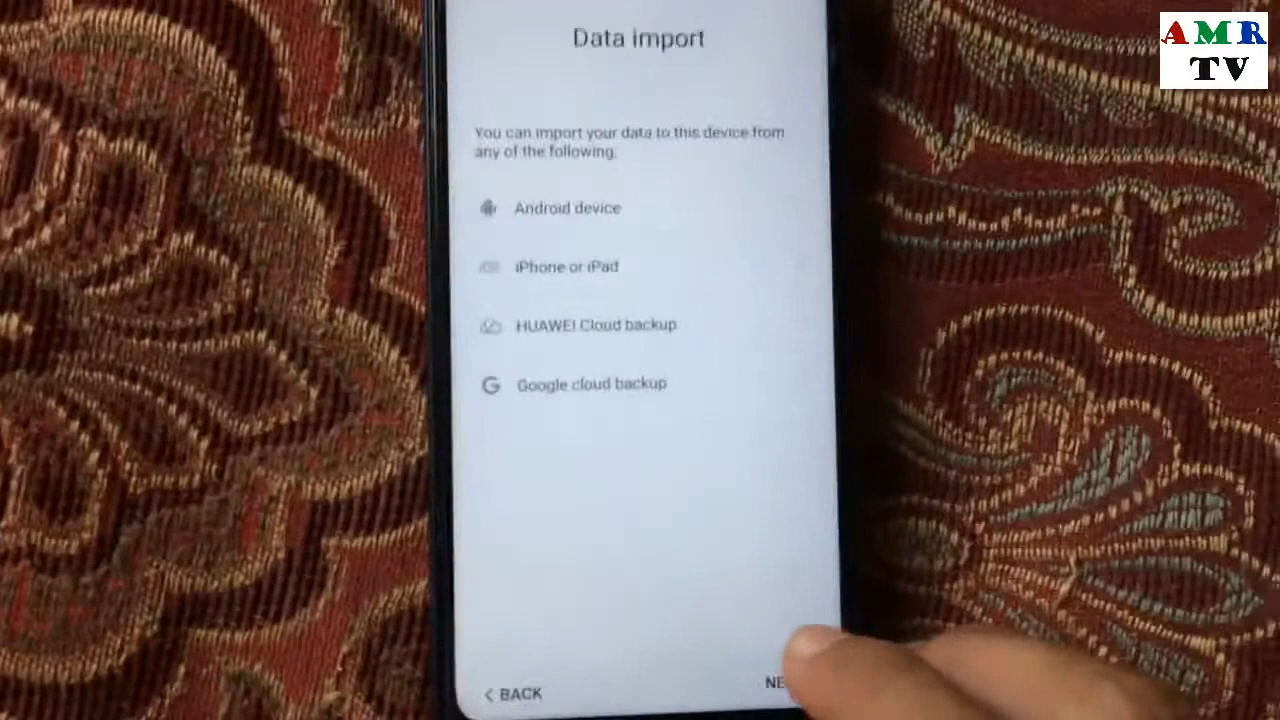 AMR
TV
Data import
You can import your data to this device from
any of the following:
Android device
iPhone or iPad
HUAWEI Cloud backup
Google cloud backup
BACK